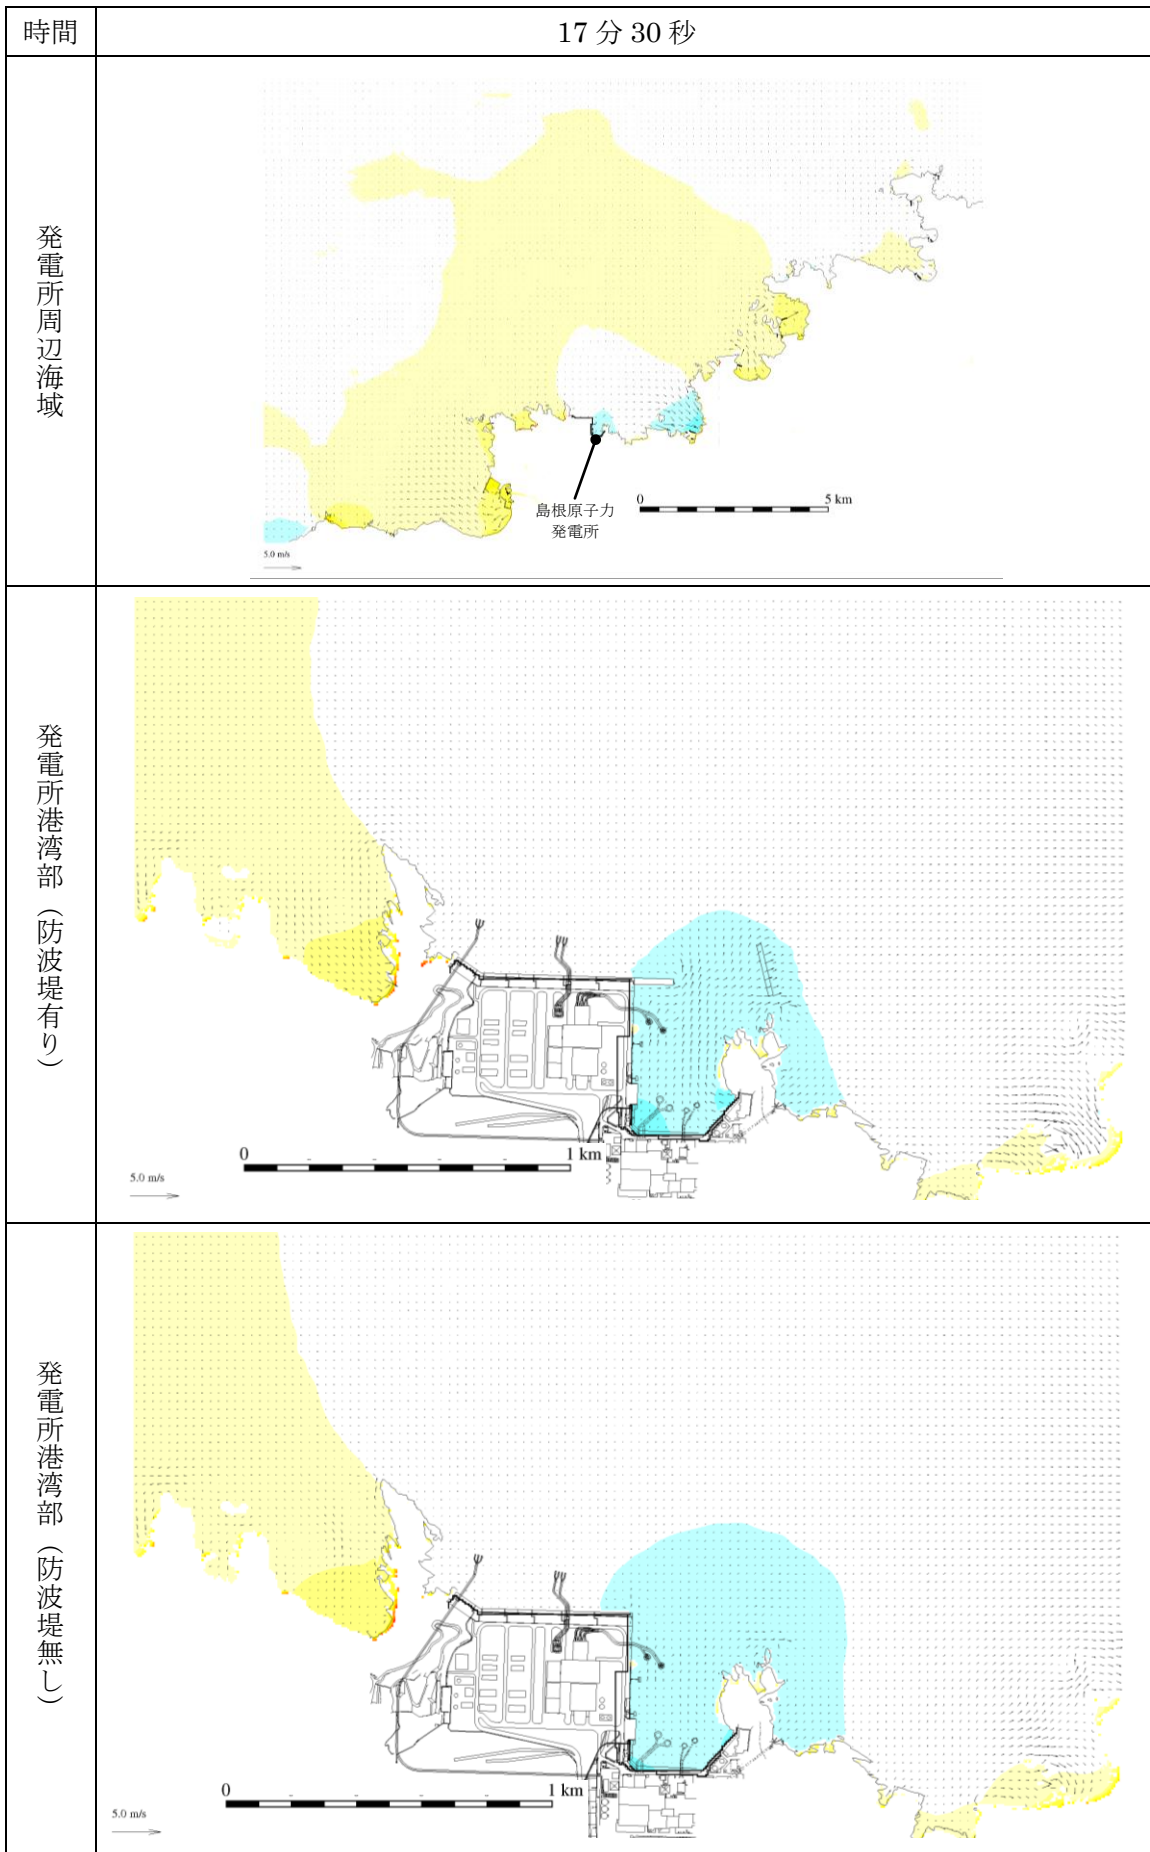 時間
17分30秒
発電所周辺海域
島根原子力
発電所
0
5 km
5.0 m/s
発電所港湾部(防波堤有り)
0
1 km
5.0 m/s
発電所港湾部(防波堤無し)
0
1 km
5.0 m/s